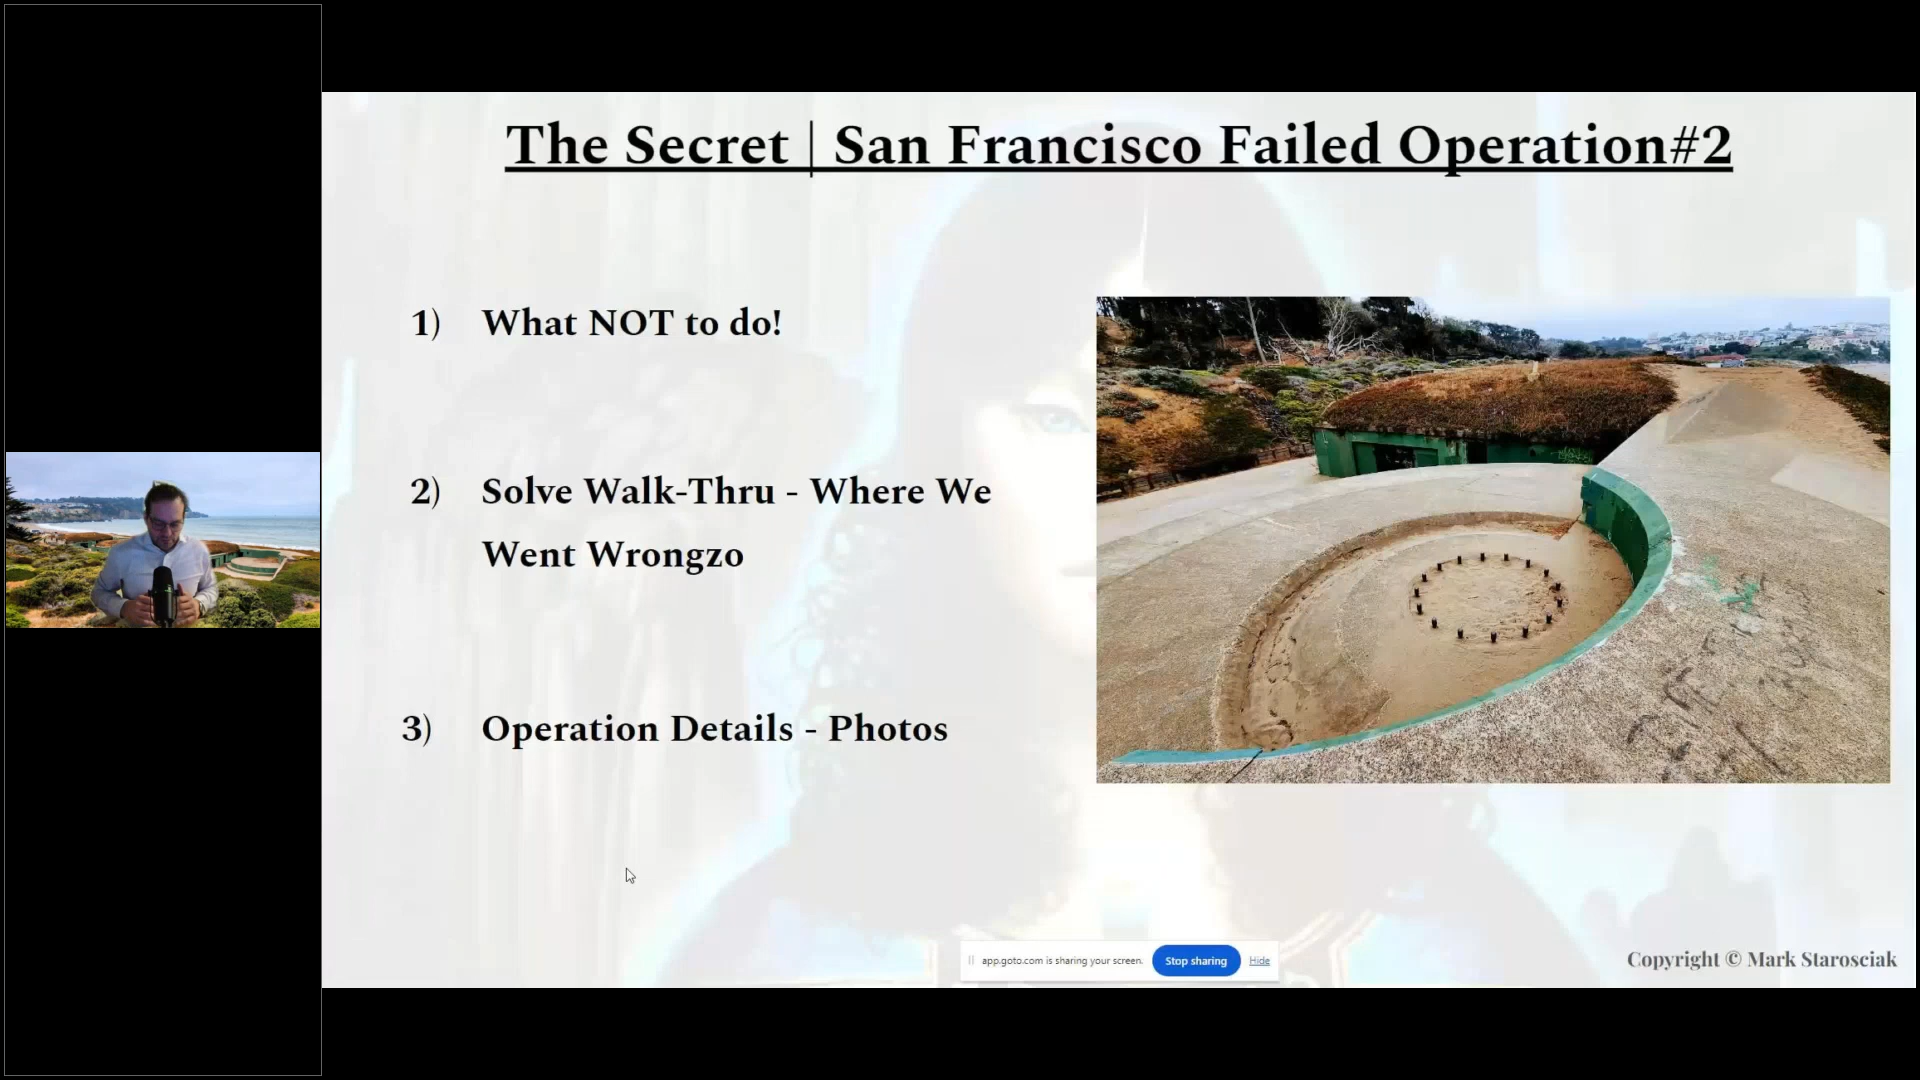 The Secret | San Francisco Failed Operation#2
1) What NOT to do!
2) Solve Walk-Thru - Where We
Went Wrongzo
3) Operation Details - Photos
app.goto.com is sharing your screen. Stop sharing Hide
Copyright © Mark Starosciak